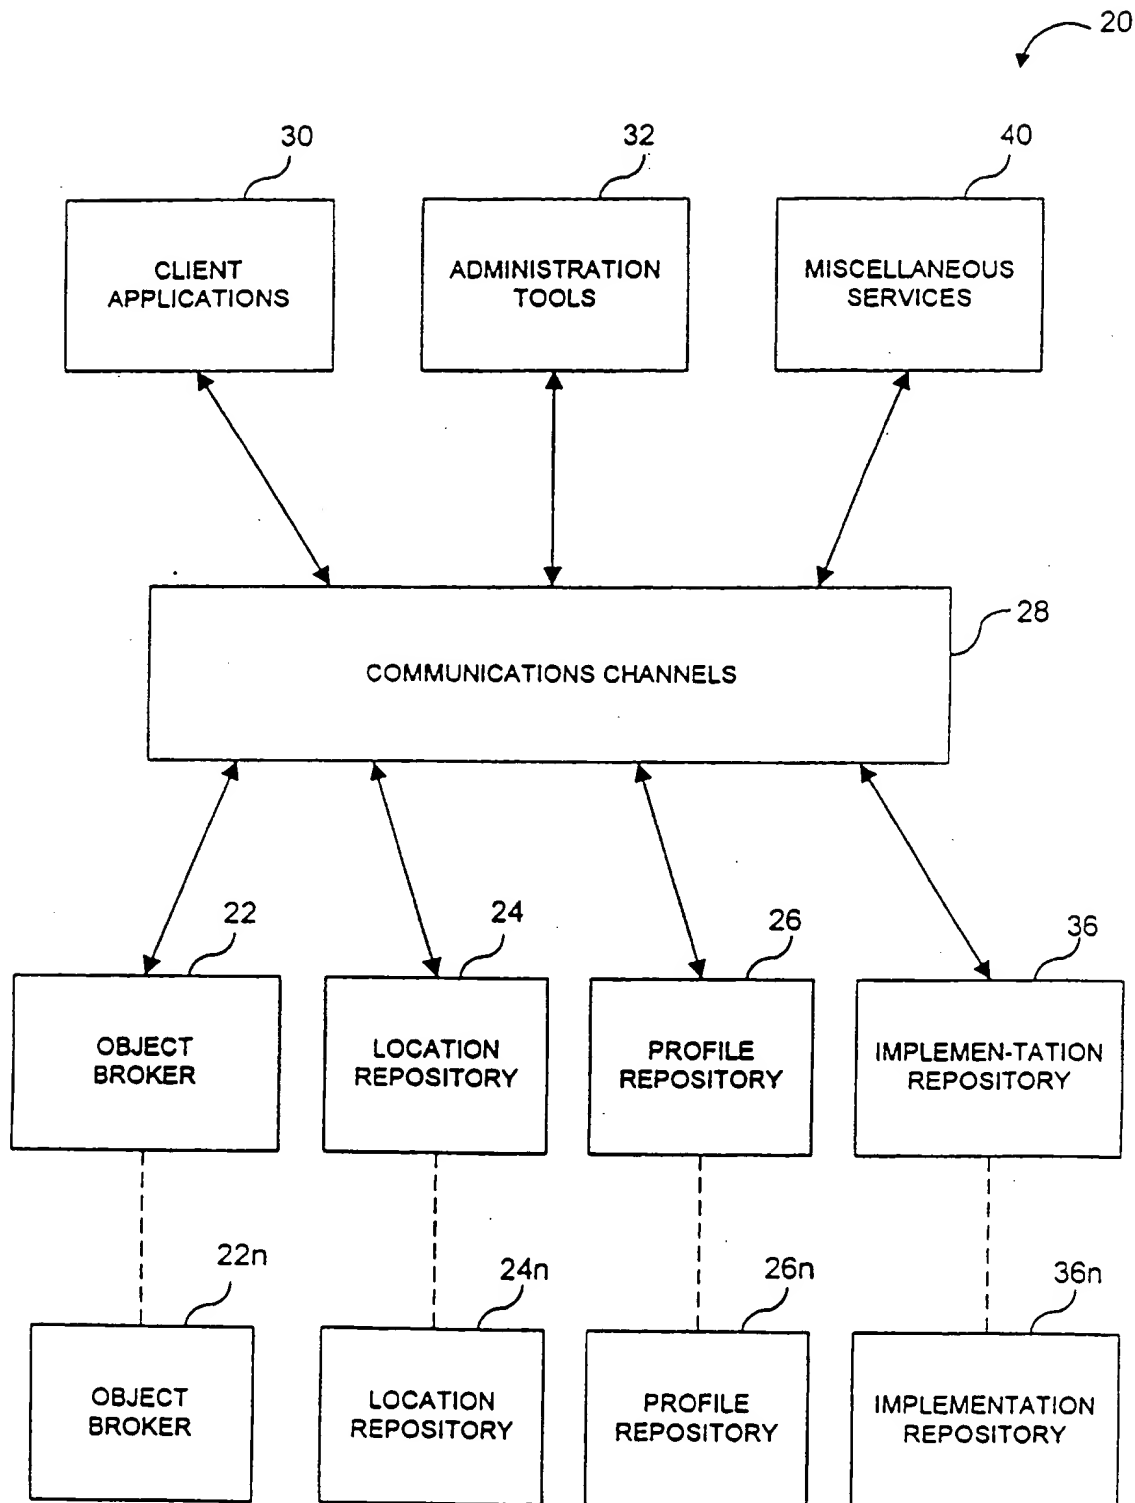 20
30
32
40
CLIENT
APPLICATIONS
ADMINISTRATION
TOOLS
MISCELLANEOUS
SERVICES
28
COMMUNICATIONS CHANNELS
22
24
26
36
OBJECT
BROKER
LOCATION
REPOSITORY
PROFILE
REPOSITORY
IMPLEMEN-TATION
REPOSITORY
22n
24n
26n
36n
OBJECT
BROKER
LOCATION
REPOSITORY
PROFILE
REPOSITORY
IMPLEMENTATION
REPOSITORY